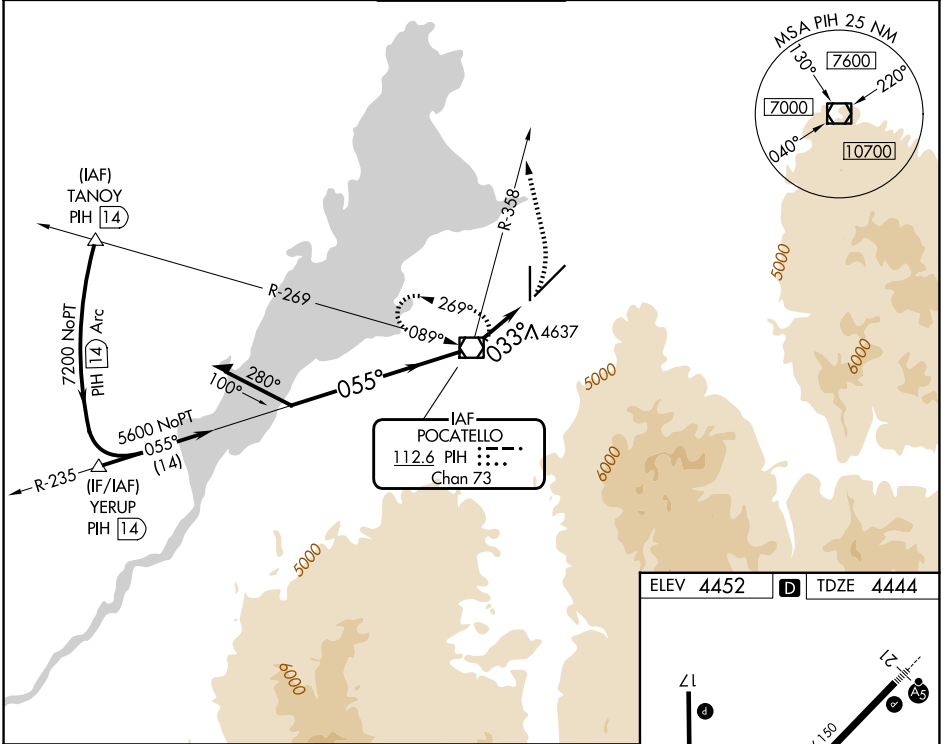 MSA PIH 25 NM
130°
7600
220°
7000
040°
10700
(IAF)
TANOY
PIH 14
R-269
R-358
7200 NoPT
PIH 14 Arc
269°
089°
033°
4637
5000
6000
280°
100°
055°
5600 NoPT
055°
(14)
R-235
(IF/IAF)
YERUP
PIH 14
IAF
POCATELLO
112.6 PIH
Chan 73
5000
6000
5000
6000
ELEV 4452 D TDZE 4444
17
21
P
P
A5
150